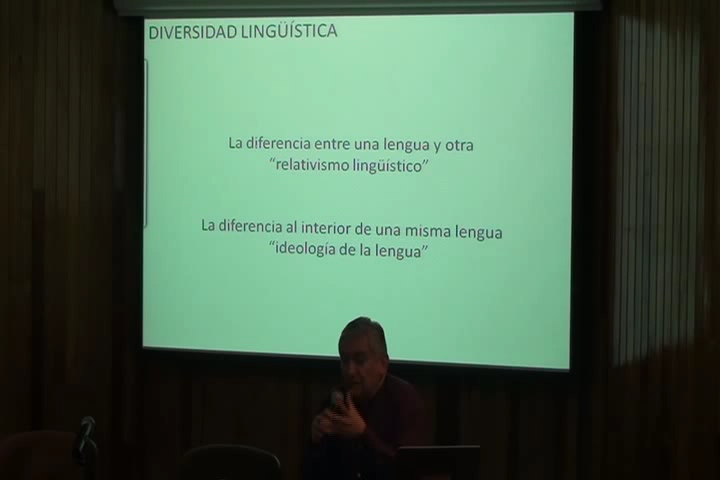 DIVERSIDAD LINGÜÍSTICA
La diferencia entre una lengua y otra
“relativismo lingüístico”
La diferencia al interior de una misma lengua
“ideología de la lengua”